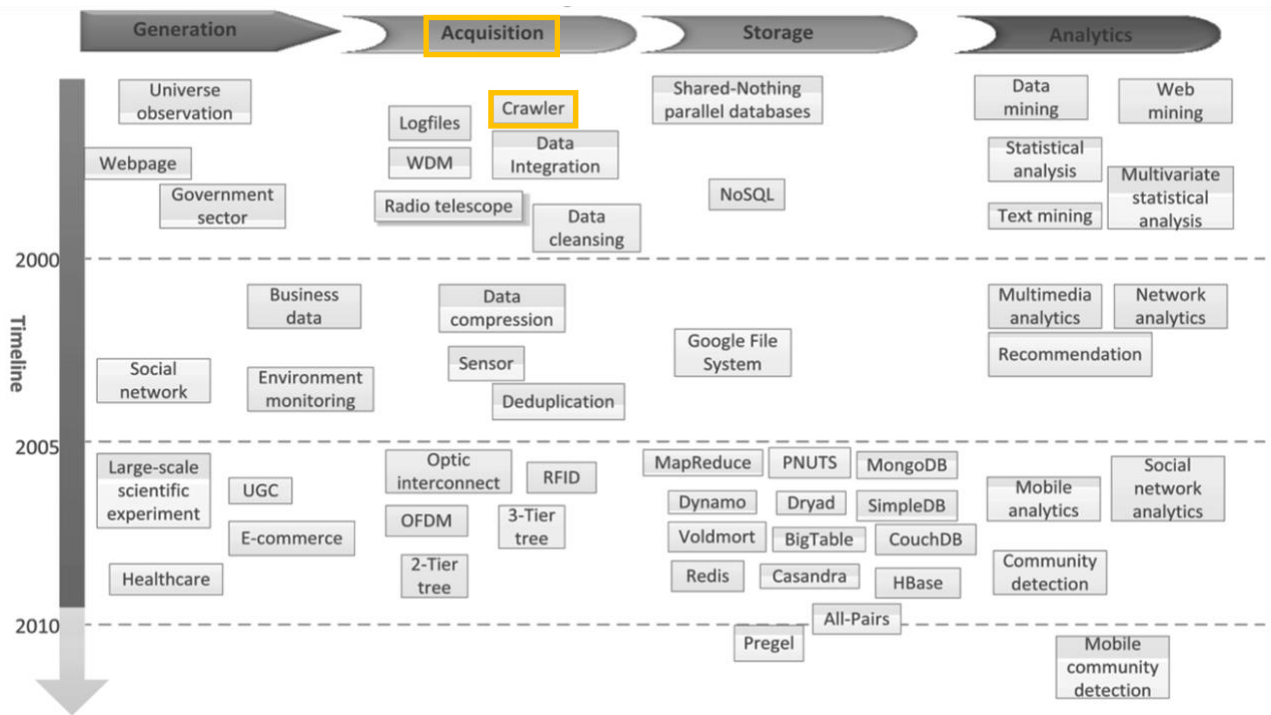 Generation
Acquisition
Storage
Analytics
Timeline
Universe
observation
Webpage
Government
sector
Logfiles
Crawler
WDM
Data
Integration
Radio telescope
Data
cleansing
Shared-Nothing
parallel databases
NoSQL
Data
mining
Web
mining
Statistical
analysis
Multivariate
statistical
analysis
Text mining
2000
Business
data
Social
network
Environment
monitoring
Data
compression
Sensor
Deduplication
Google File
System
Multimedia
analytics
Network
analytics
Recommendation
2005
Large-scale
scientific
experiment
UGC
E-commerce
Healthcare
Optic
interconnect
RFID
OFDM
3-Tier
tree
2-Tier
tree
MapReduce
PNUTS
MongoDB
Dynamo
Dryad
SimpleDB
Voldmort
BigTable
CouchDB
Redis
Casandra
HBase
All-Pairs
Mobile
analytics
Social
network
analytics
Community
detection
2010
Pregel
Mobile
community
detection